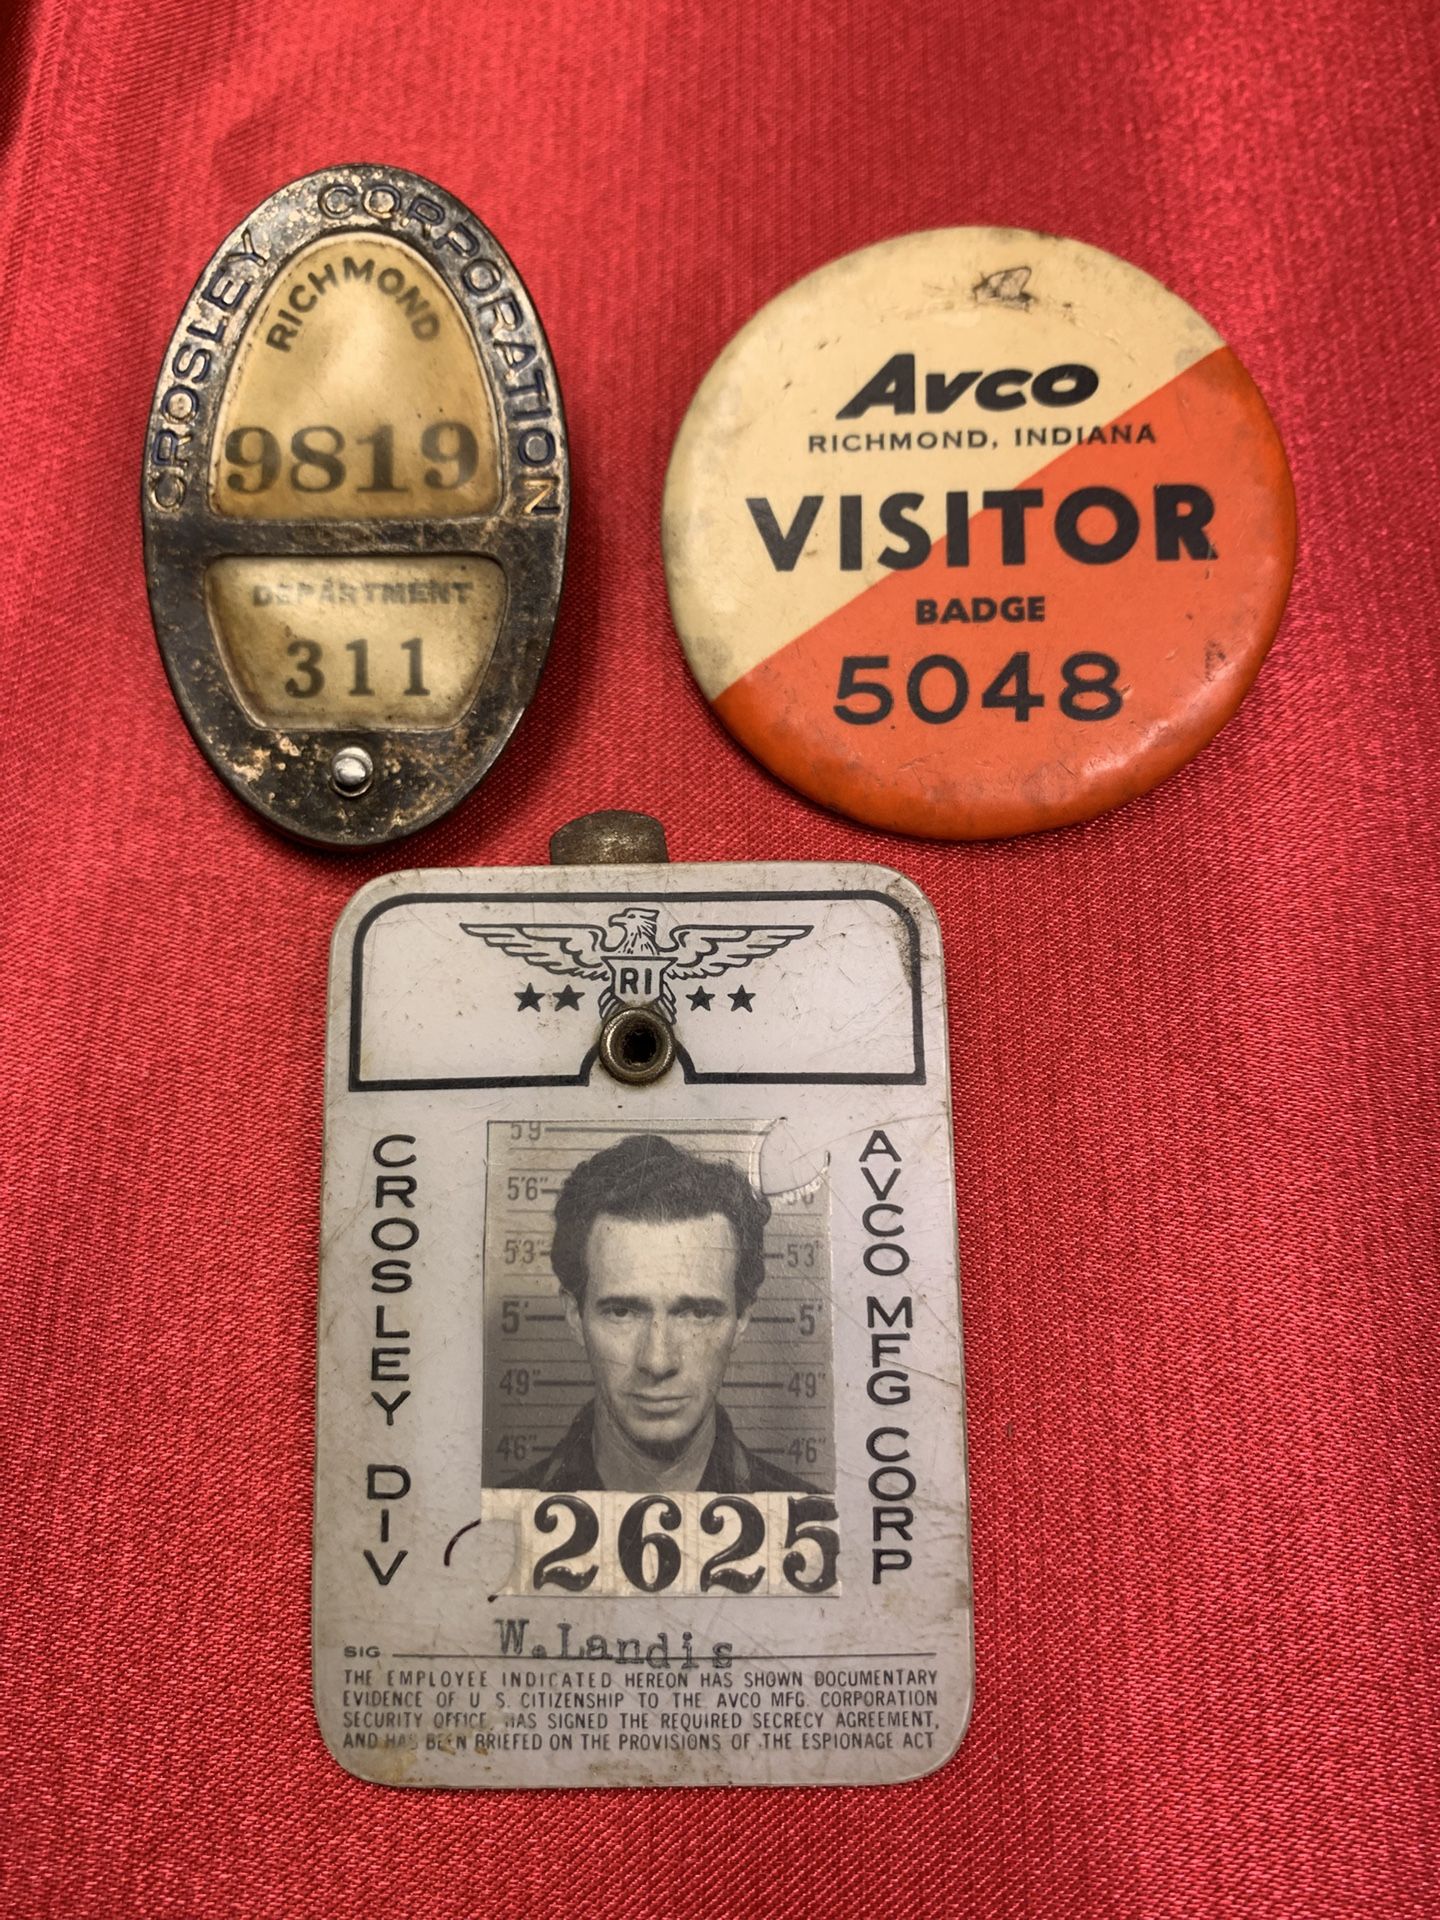 CROSLEY CORPORATION
RICHMOND
9819
DEPARTMENT
311
Avco
RICHMOND, INDIANA
VISITOR
BADGE
5048
RI
CROSLEY DIV
5'9
5'6"
5'3"
5'3"
5'
5'
4'9"
4'9"
4'6"
4'6"
2625
AVCO MFG CORP
SIG W. Landis
THE EMPLOYEE INDICATED HEREON HAS SHOWN DOCUMENTARY
EVIDENCE OF U S. CITIZENSHIP TO THE AVCO MFG. CORPORATION
SECURITY OFFICE, HAS SIGNED THE REQUIRED SECRECY AGREEMENT,
AND HAS BEEN BRIEFED ON THE PROVISIONS OF THE ESPIONAGE ACT